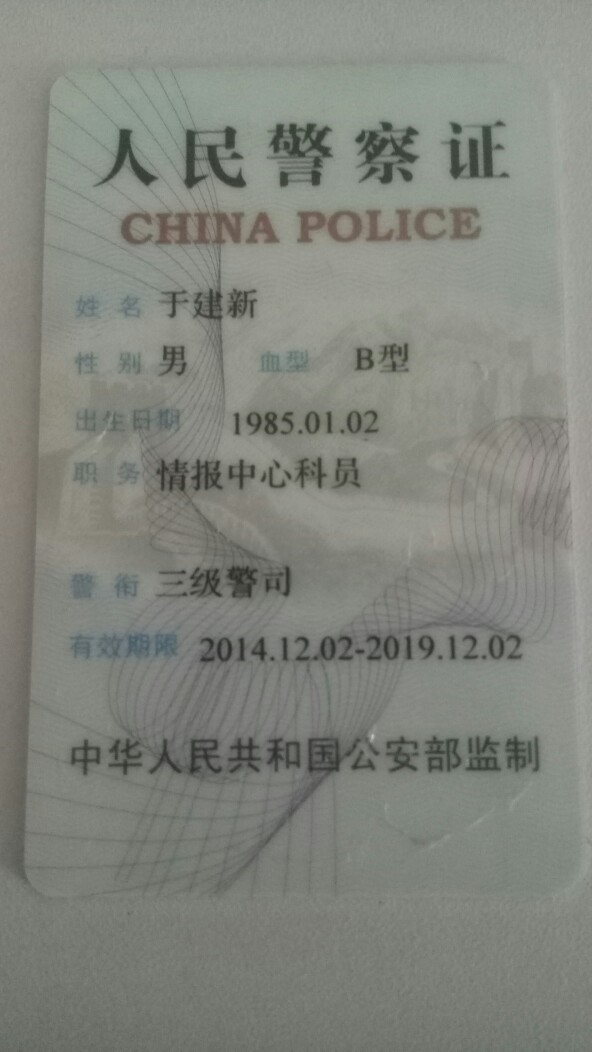 人民警察证
CHINA POLICE
姓名 于建新
性别 男 血型 B型
出生日期 1985.01.02
职务 情报中心科员
警衔 三级警司
有效期限 2014.12.02-2019.12.02
中华人民共和国公安部监制